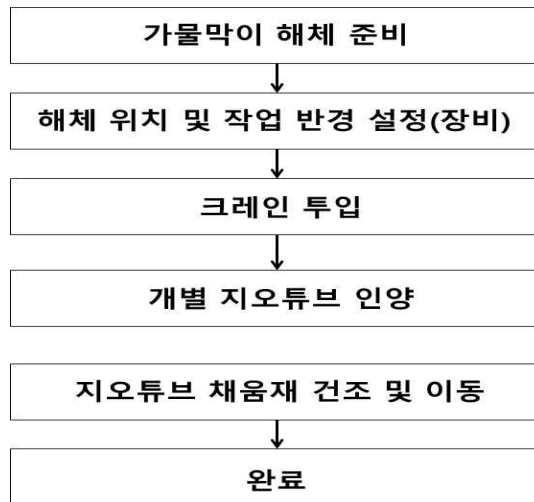 가물막이 해체 준비
해체 위치 및 작업 반경 설정(장비)
크레인 투입
개별 지오튜브 인양
지오튜브 채움재 건조 및 이동
완료